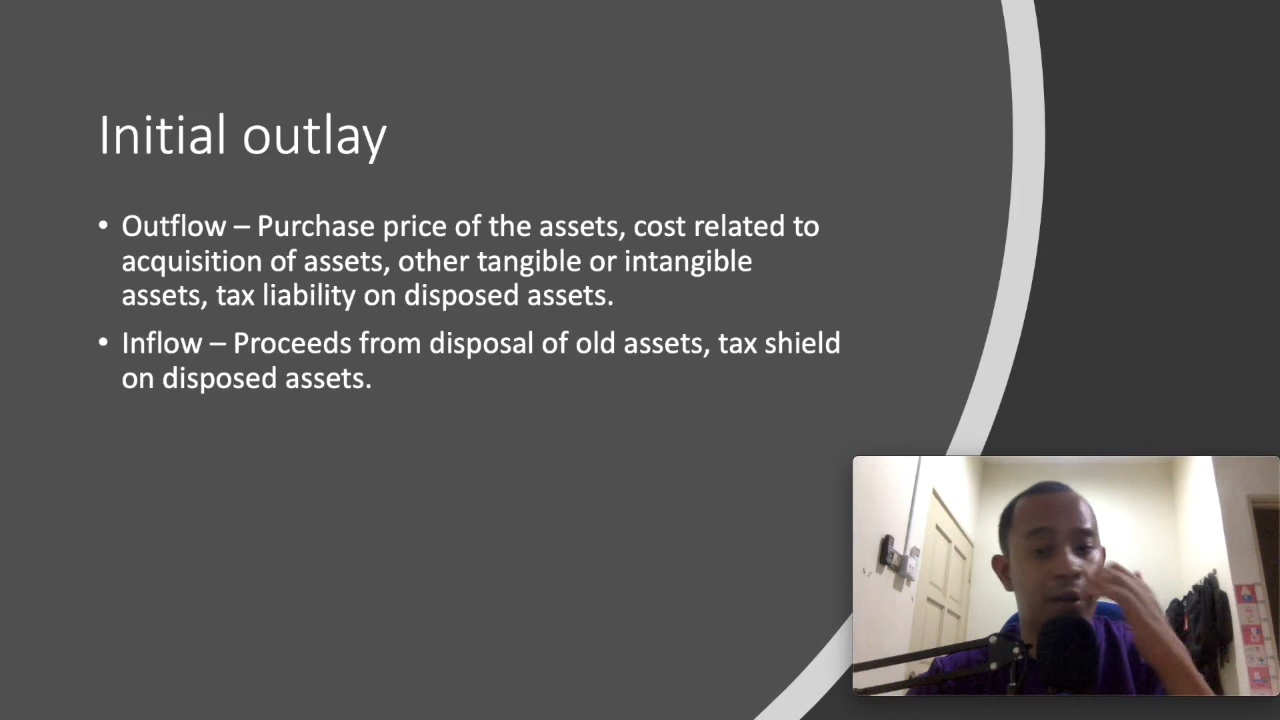 Initial outlay
• Outflow – Purchase price of the assets, cost related to
acquisition of assets, other tangible or intangible
assets, tax liability on disposed assets.
• Inflow – Proceeds from disposal of old assets, tax shield
on disposed assets.